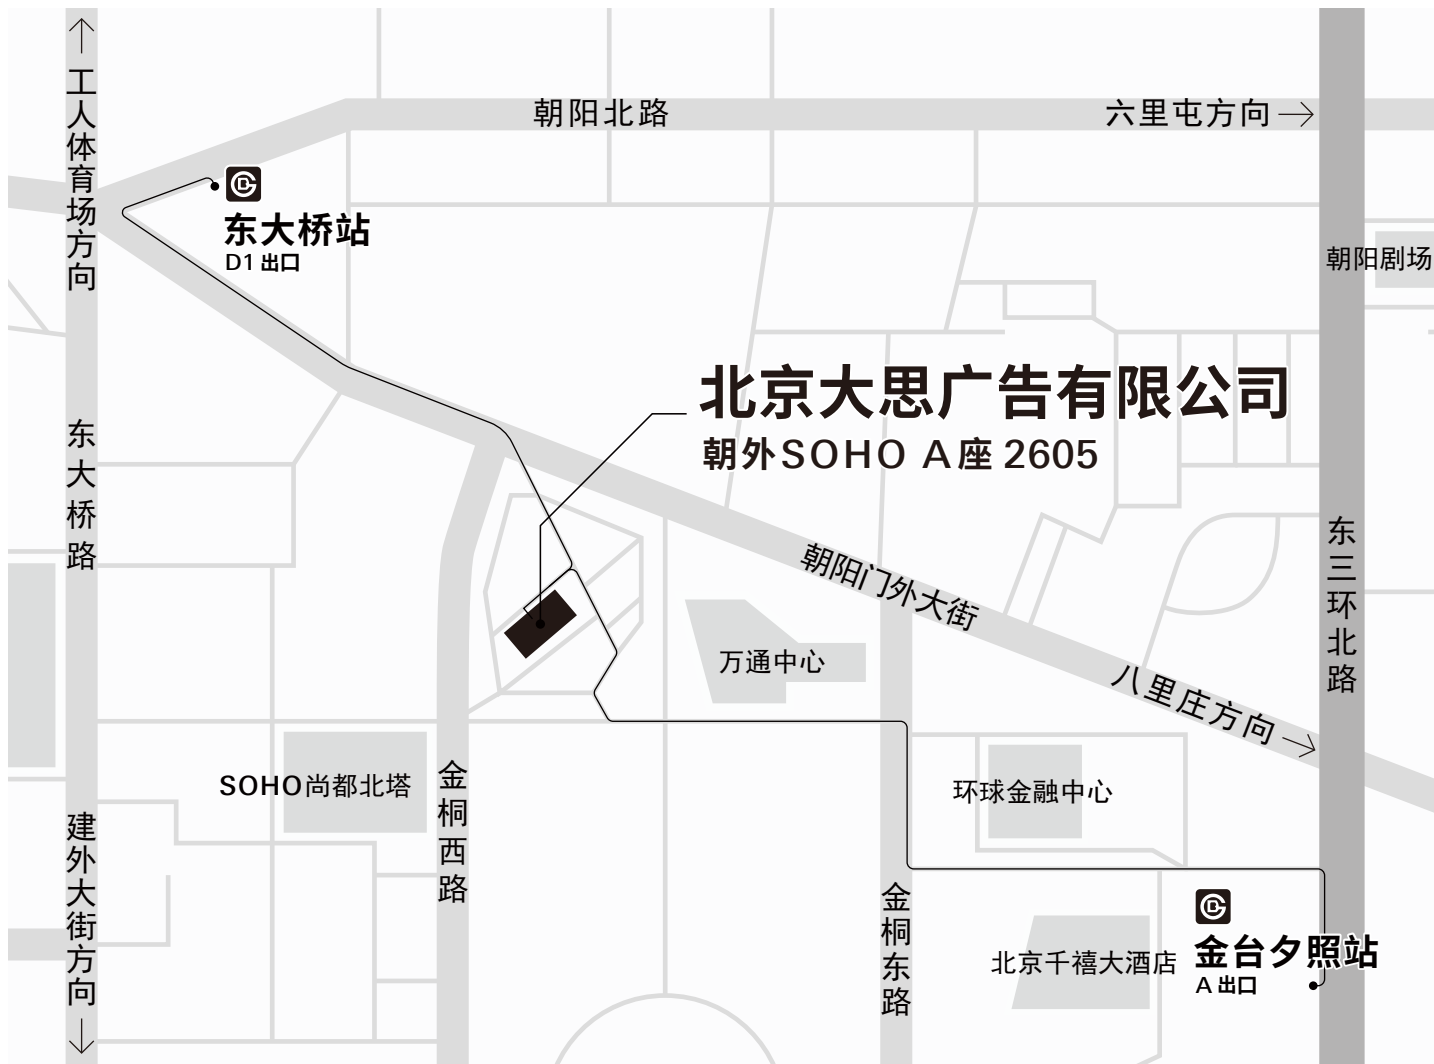 工人体育场方向
朝阳北路
六里屯方向
东大桥站
D1 出口
朝阳剧场
北京大思广告有限公司
朝外SOHO A座 2605
东大桥路
朝阳门外大街
东三环北路
万通中心
八里庄方向
SOHO尚都北塔
金桐西路
环球金融中心
建外大街方向
金桐东路
北京千禧大酒店
金台夕照站
A 出口